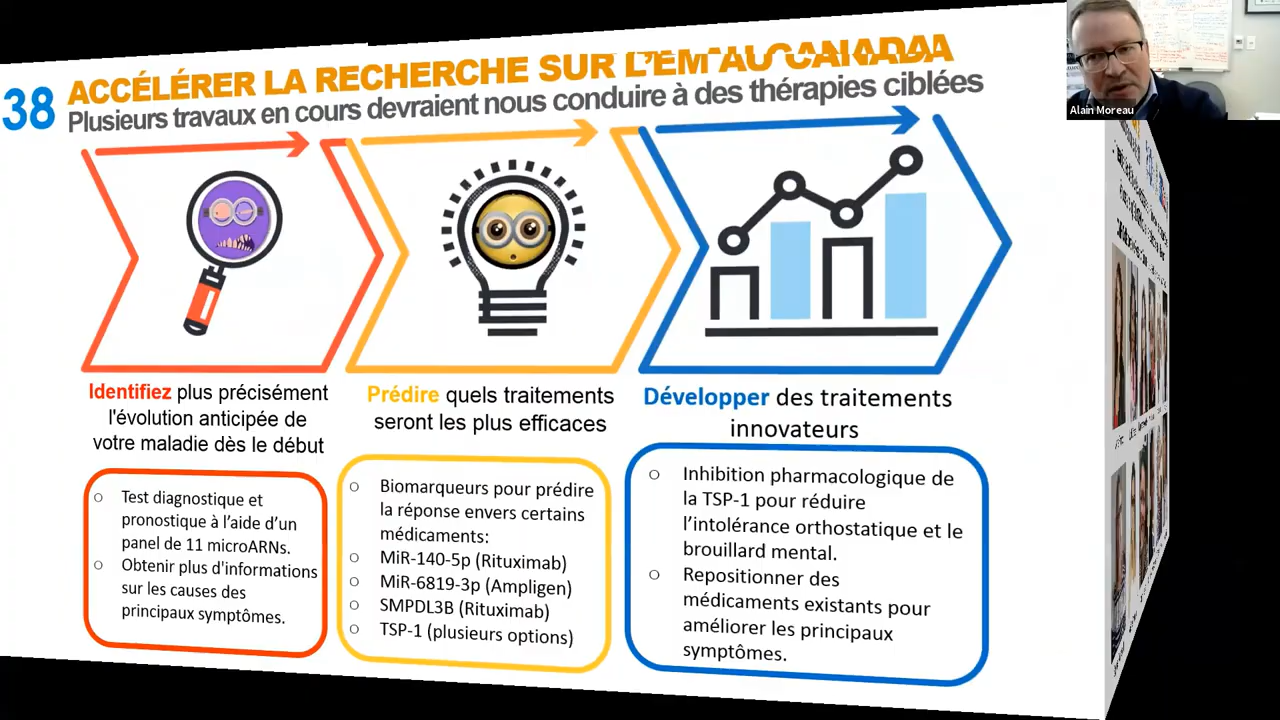 Alain Moreau
38
ACCÉLÉRER LA RECHERCHE SUR L'EM AU CANADA
Plusieurs travaux en cours devraient nous conduire à des thérapies ciblées
Identifiez plus précisément
l'évolution anticipée de
votre maladie dès le début
Test diagnostique et
pronostique à l'aide d'un
panel de 11 microARNs.
Obtenir plus d'informations
sur les causes des
principaux symptômes.
Prédire quels traitements
seront les plus efficaces
Biomarqueurs pour prédire
la réponse envers certains
médicaments:
MiR-140-5p (Rituximab)
MiR-6819-3p (Ampligen)
SMPDL3B (Rituximab)
TSP-1 (plusieurs options)
Développer des traitements
innovateurs
Inhibition pharmacologique de
la TSP-1 pour réduire
l'intolérance orthostatique et le
brouillard mental.
Repositionner des
médicaments existants pour
améliorer les principaux
symptômes.